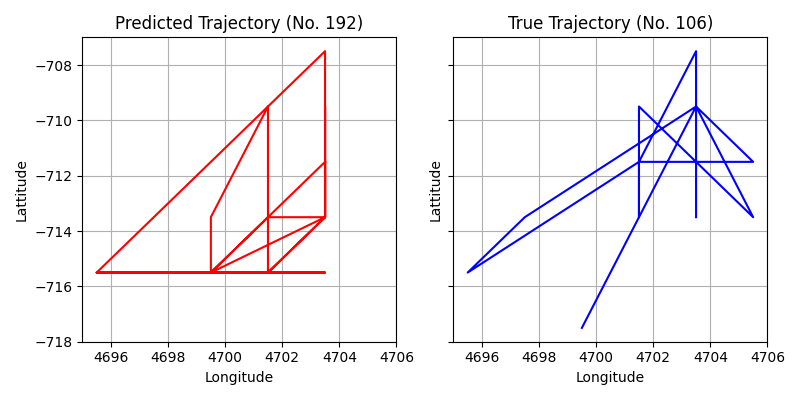 Predicted Trajectory (No. 192)
True Trajectory (No. 106)
Lattitude
−708
−710
−712
−714
−716
−718
4696 4698 4700 4702 4704 4706
Longitude
Lattitude
4696 4698 4700 4702 4704 4706
Longitude